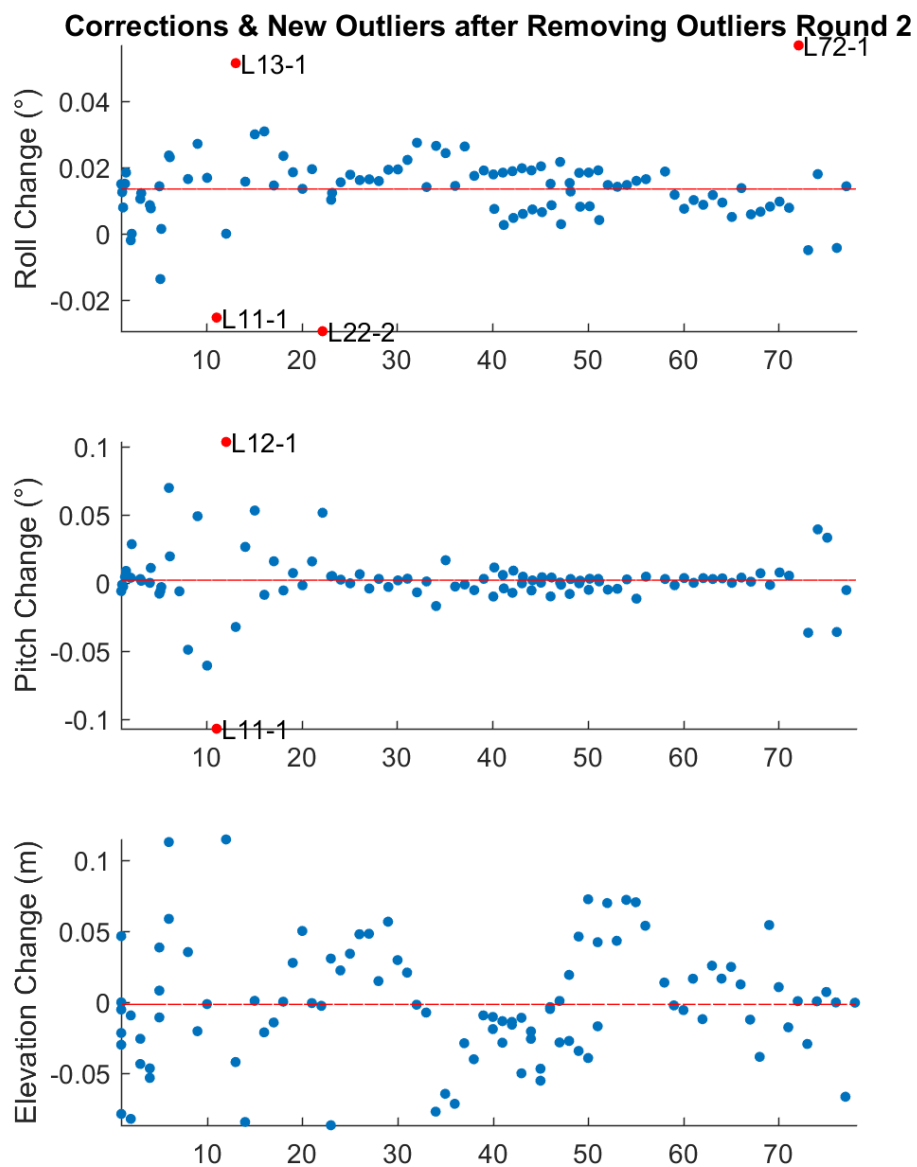 Corrections & New Outliers after Removing Outliers Round 2
L13-1
L72-1
0.04
0.02
0
-0.02
Roll Change (°)
L11-1
L22-2
10 20 30 40 50 60 70
L12-1
0.1
0.05
0
-0.05
-0.1
Pitch Change (°)
L11-1
10 20 30 40 50 60 70
0.1
0.05
0
-0.05
Elevation Change (m)
10 20 30 40 50 60 70